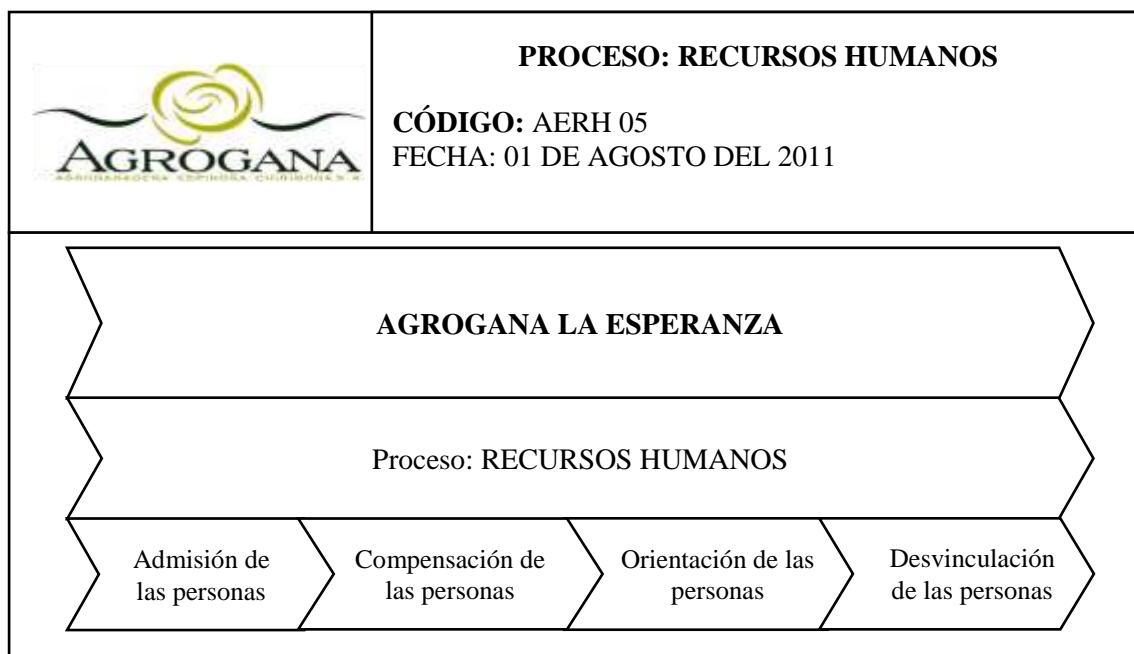 AGROGANA
PROCESO: RECURSOS HUMANOS
CÓDIGO: AERH 05
FECHA: 01 DE AGOSTO DEL 2011
AGROGANA LA ESPERANZA
Proceso: RECURSOS HUMANOS
Admisión de
las personas
Compensación de
las personas
Orientación de las
personas
Desvinculación
de las personas